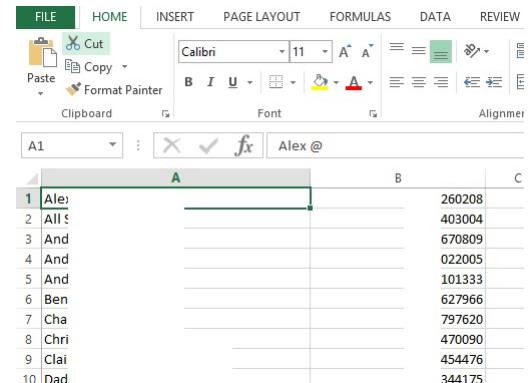 FILE HOME INSERT PAGE LAYOUT FORMULAS DATA REVIEW
Cut
Calibri 11
Copy
Paste
Format Painter
B I U A
Clipboard Font Alignmen
A1 fx Alex @
A B C
1 Alex 260208
2 All S 403004
3 And 670809
4 And 022005
5 And 101333
6 Ben 627966
7 Cha 797620
8 Chri 470090
9 Clai 454476
10 Dad 344175